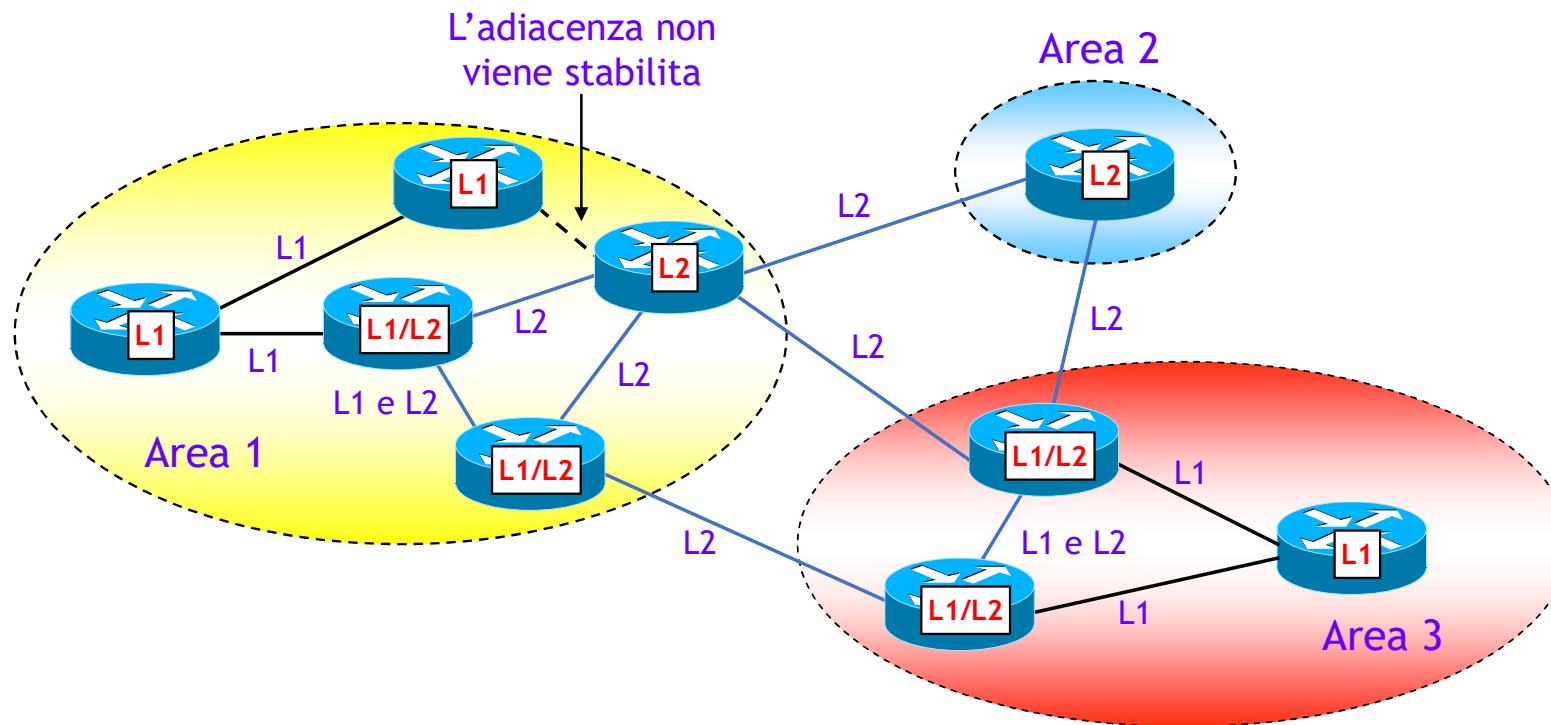 L'adiacenza non
viene stabilita
Area 2
L1
L2
L2
L1
L2
L1
L1/L2
L2
L2
L1
L2
L2
L1 e L2
Area 1
L1/L2
L1/L2
L1
L2
L1 e L2
L1
L1/L2
L1
Area 3